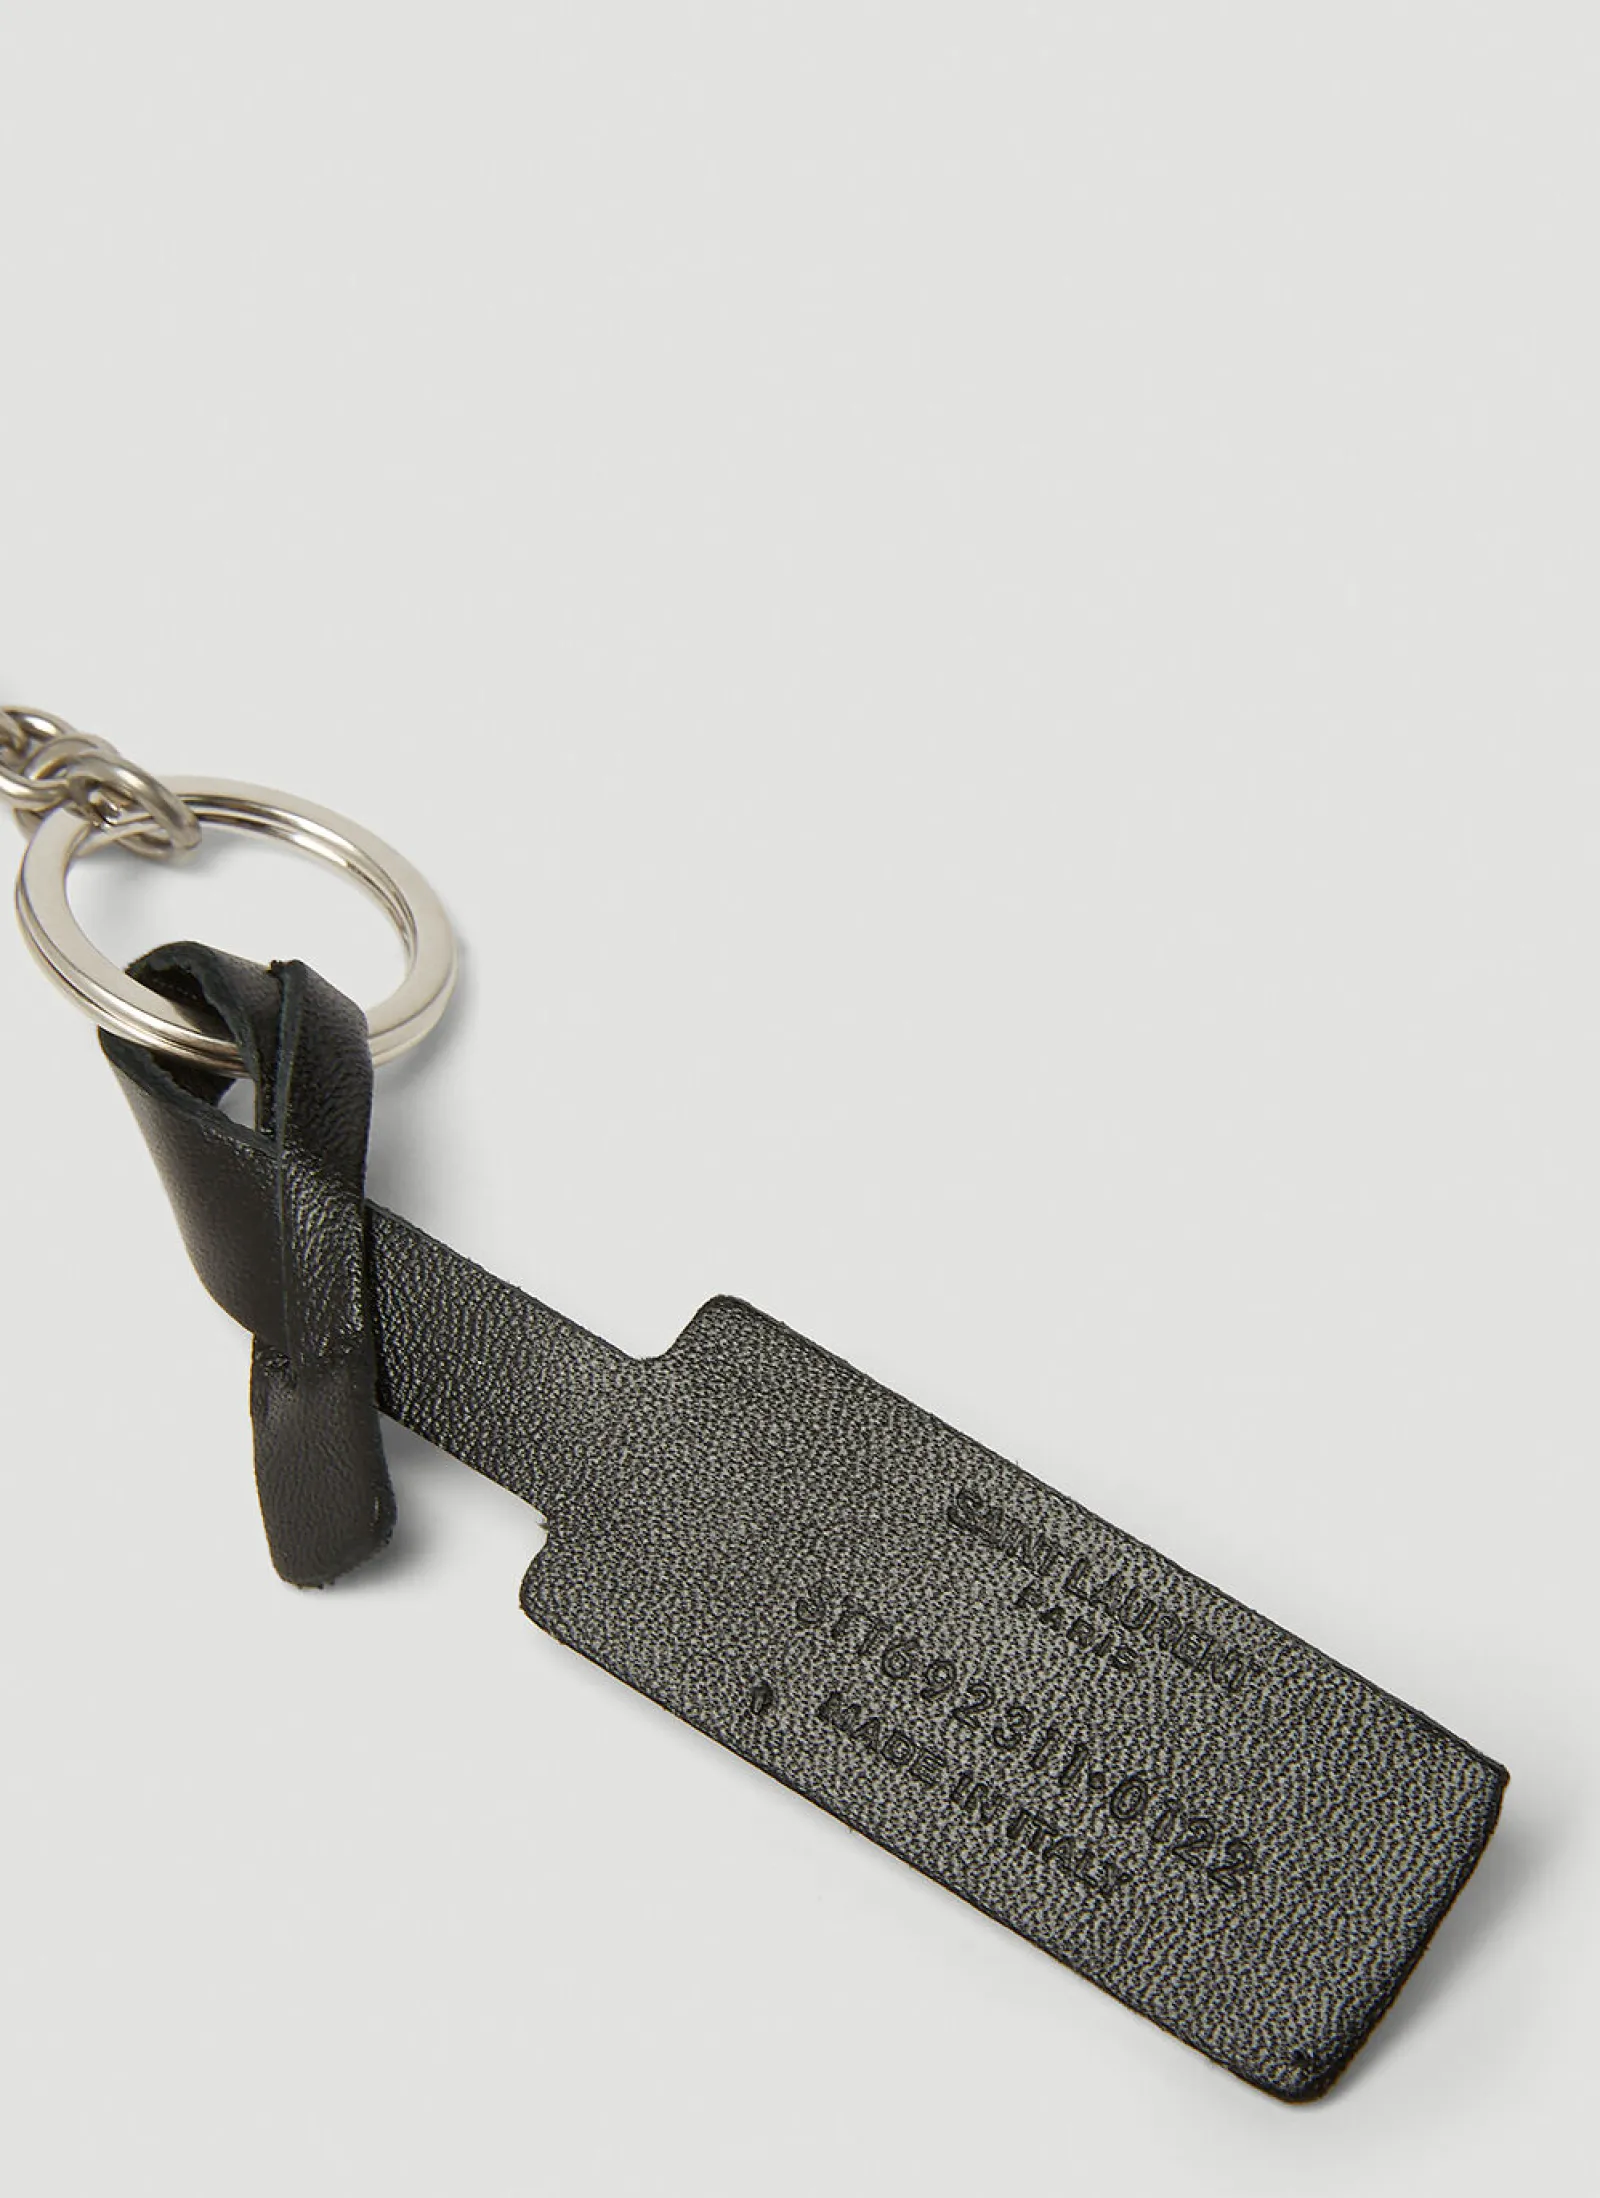 SAINT LAURENT
PARIS
STT692311·0122
MADE IN ITALY